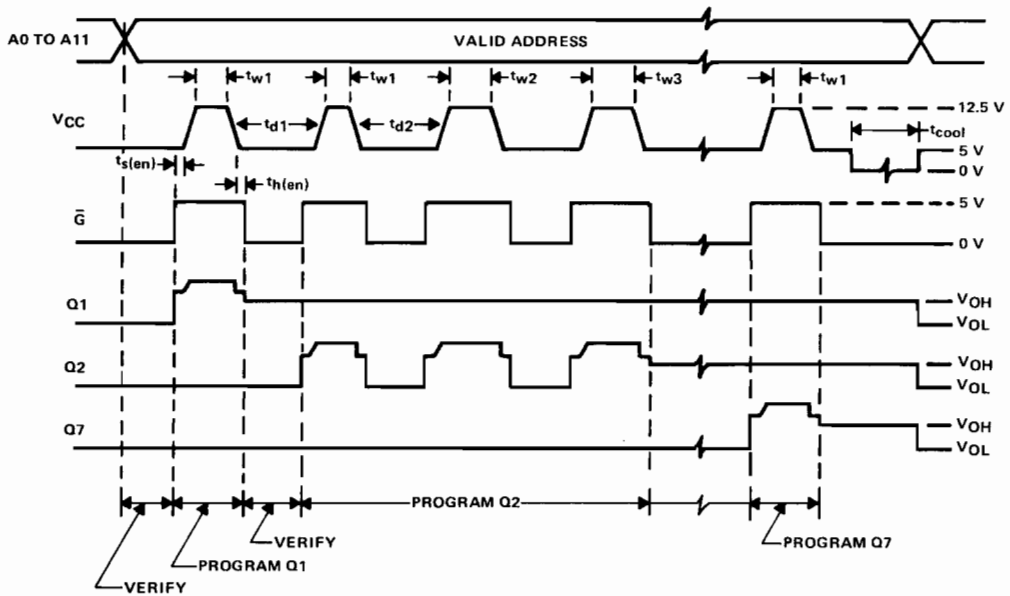 A0 TO A11 VALID ADDRESS
tw1 tw1 tw2 tw3 tw1
12.5 V
VCC td1 td2 tcool
5 V
ts(en) 0 V
th(en)
G̅ 5 V
0 V
Q1 VOH
VOL
Q2 VOH
VOL
Q7 VOH
VOL
PROGRAM Q2
VERIFY PROGRAM Q7
PROGRAM Q1
VERIFY